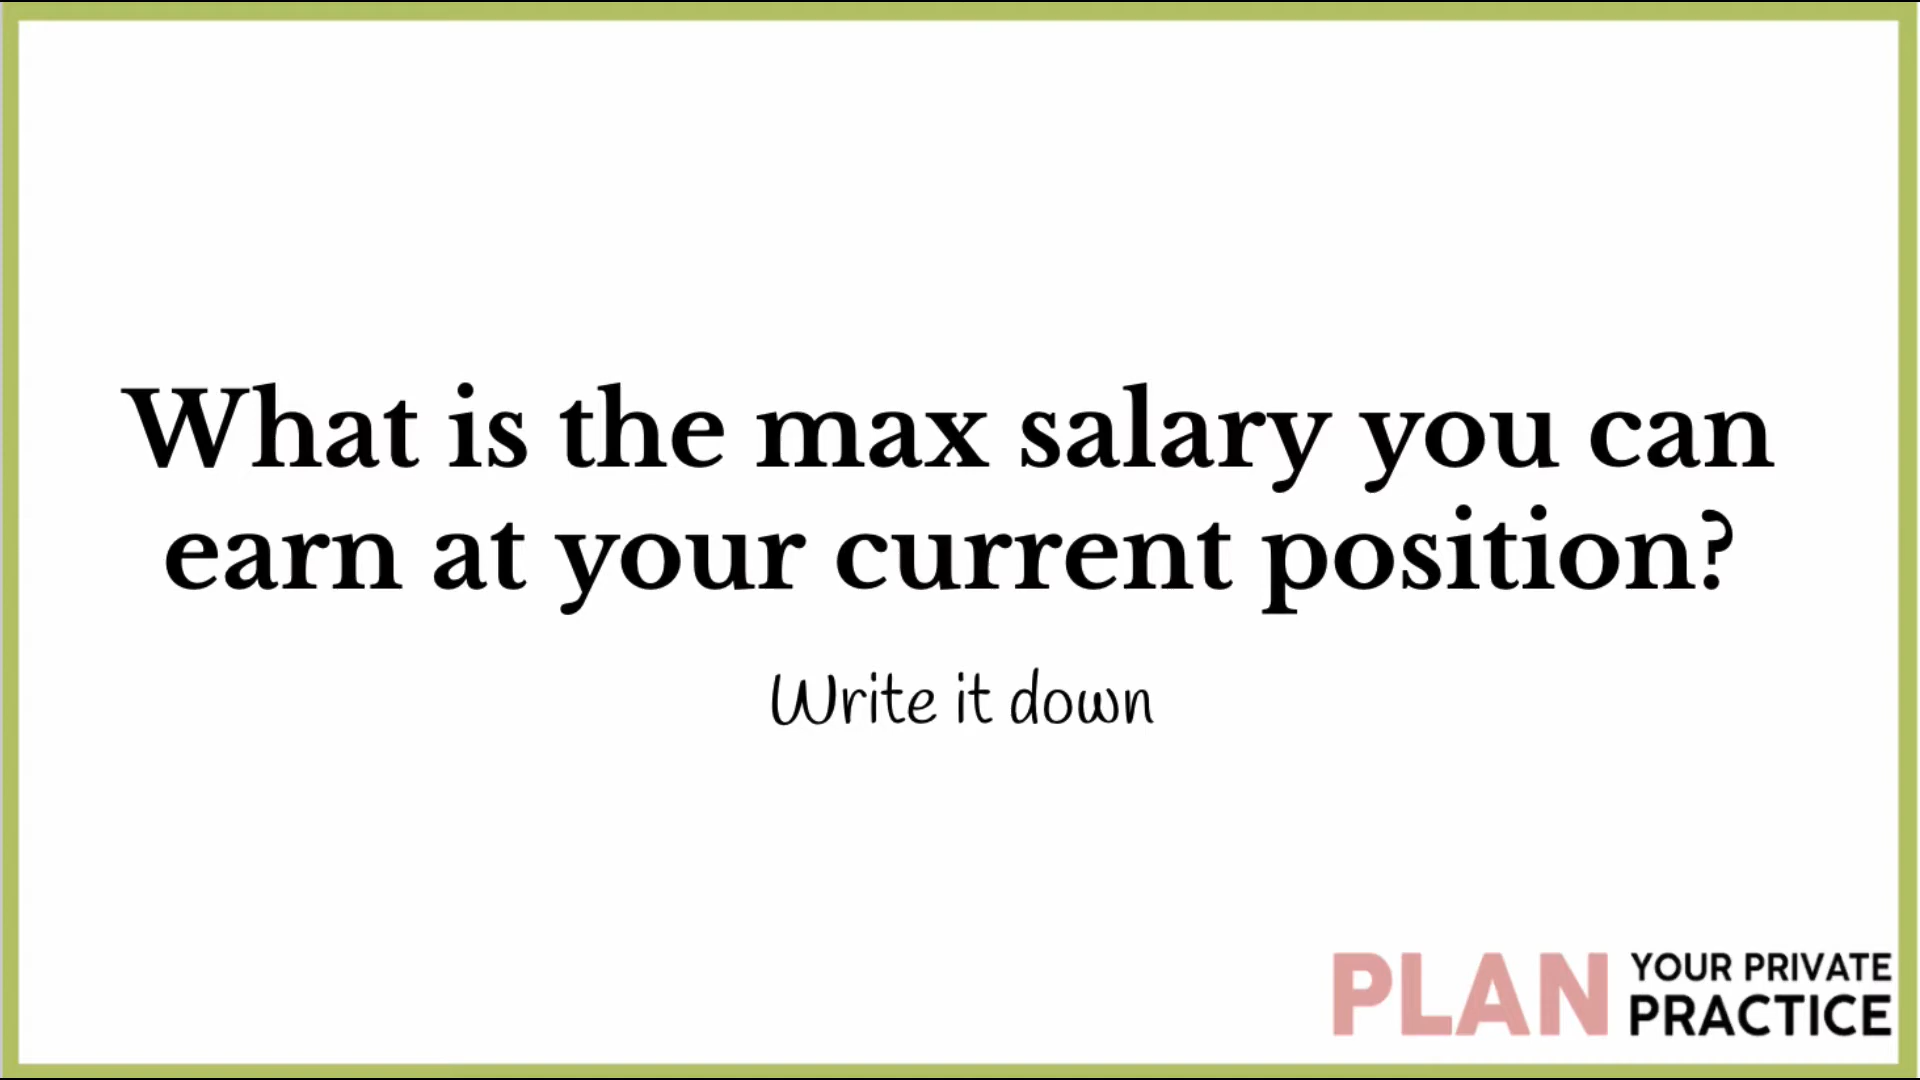 What is the max salary you can
earn at your current position?
Write it down
PLAN YOUR PRIVATE
PRACTICE